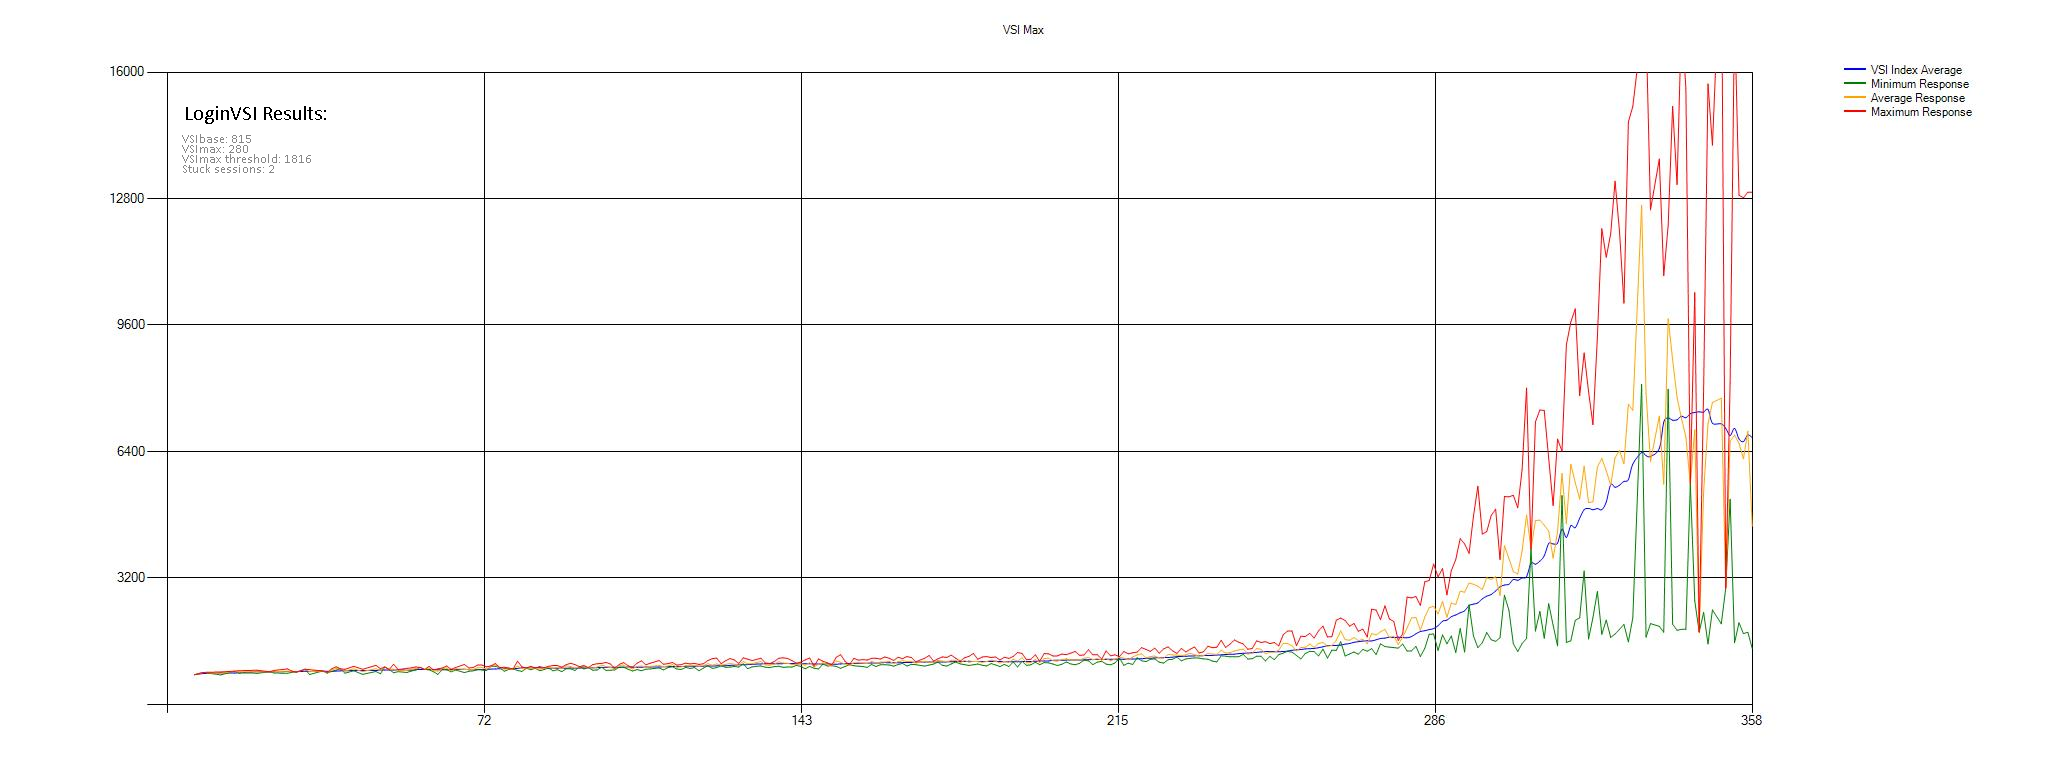 VSI Max
16000
12800
9600
6400
3200
LoginVSI Results:
VSIbase: 815
VSImax: 280
VSImax threshold: 1816
Stuck sessions: 2
72
143
215
286
358
VSI Index Average
Minimum Response
Average Response
Maximum Response